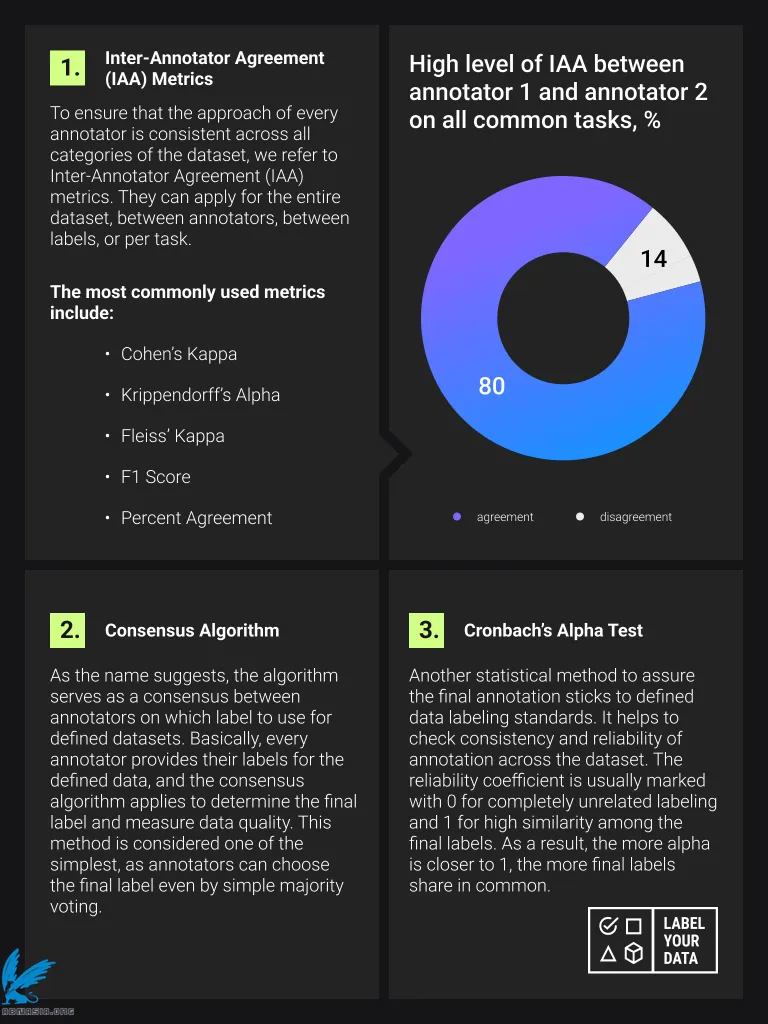 1.
Inter-Annotator Agreement
(IAA) Metrics
To ensure that the approach of every
annotator is consistent across all
categories of the dataset, we refer to
Inter-Annotator Agreement (IAA)
metrics. They can apply for the entire
dataset, between annotators, between
labels, or per task.
The most commonly used metrics
include:
• Cohen's Kappa
• Krippendorff's Alpha
• Fleiss' Kappa
• F1 Score
• Percent Agreement
High level of IAA between
annotator 1 and annotator 2
on all common tasks, %
14
80
agreement
disagreement
2.
Consensus Algorithm
As the name suggests, the algorithm
serves as a consensus between
annotators on which label to use for
defined datasets. Basically, every
annotator provides their labels for the
defined data, and the consensus
algorithm applies to determine the final
label and measure data quality. This
method is considered one of the
simplest, as annotators can choose
the final label even by simple majority
voting.
3.
Cronbach's Alpha Test
Another statistical method to assure
the final annotation sticks to defined
data labeling standards. It helps to
check consistency and reliability of
annotation across the dataset. The
reliability coefficient is usually marked
with 0 for completely unrelated labeling
and 1 for high similarity among the
final labels. As a result, the more alpha
is closer to 1, the more final labels
share in common.
LABEL
YOUR
DATA
ABNASIA.ORG